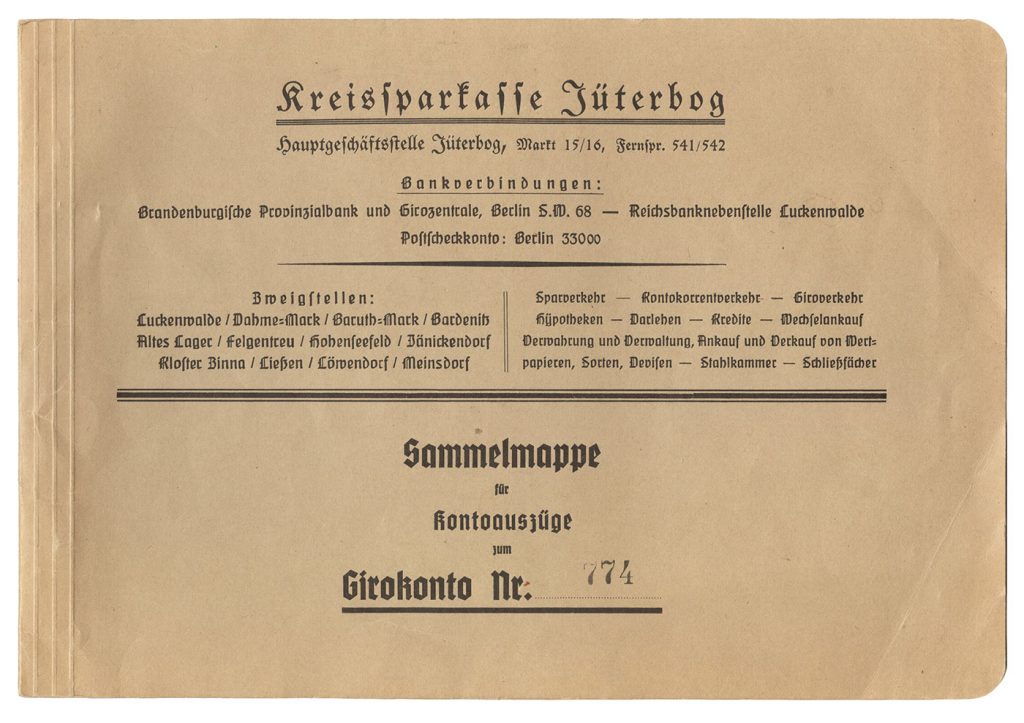 Kreissparkasse Jüterbog
Hauptgeschäftsstelle Jüterbog, Markt 15/16, Fernspr. 541/542
Bankverbindungen:
Brandenburgische Provinzialbank und Girozentrale, Berlin S.W. 68 — Reichsbanknebenstelle Luckenwalde
Postscheckkonto: Berlin 33000
Zweigstellen:
Luckenwalde / Dahme=Mark / Baruth=Mark / Bardenitz
Altes Lager / Felgentreu / Hohenseefeld / Jänickendorf
Kloster Zinna / Ließen / Löwendorf / Meinsdorf
Sparverkehr — Kontokorrentverkehr — Giroverkehr
Hypotheken — Darlehen — Kredite — Wechselankauf
Verwahrung und Verwaltung, Ankauf und Verkauf von Wert=
papieren, Sorten, Devisen — Stahlkammer — Schließfächer
Sammelmappe
für
Kontoauszüge
zum
Girokonto Nr. 774